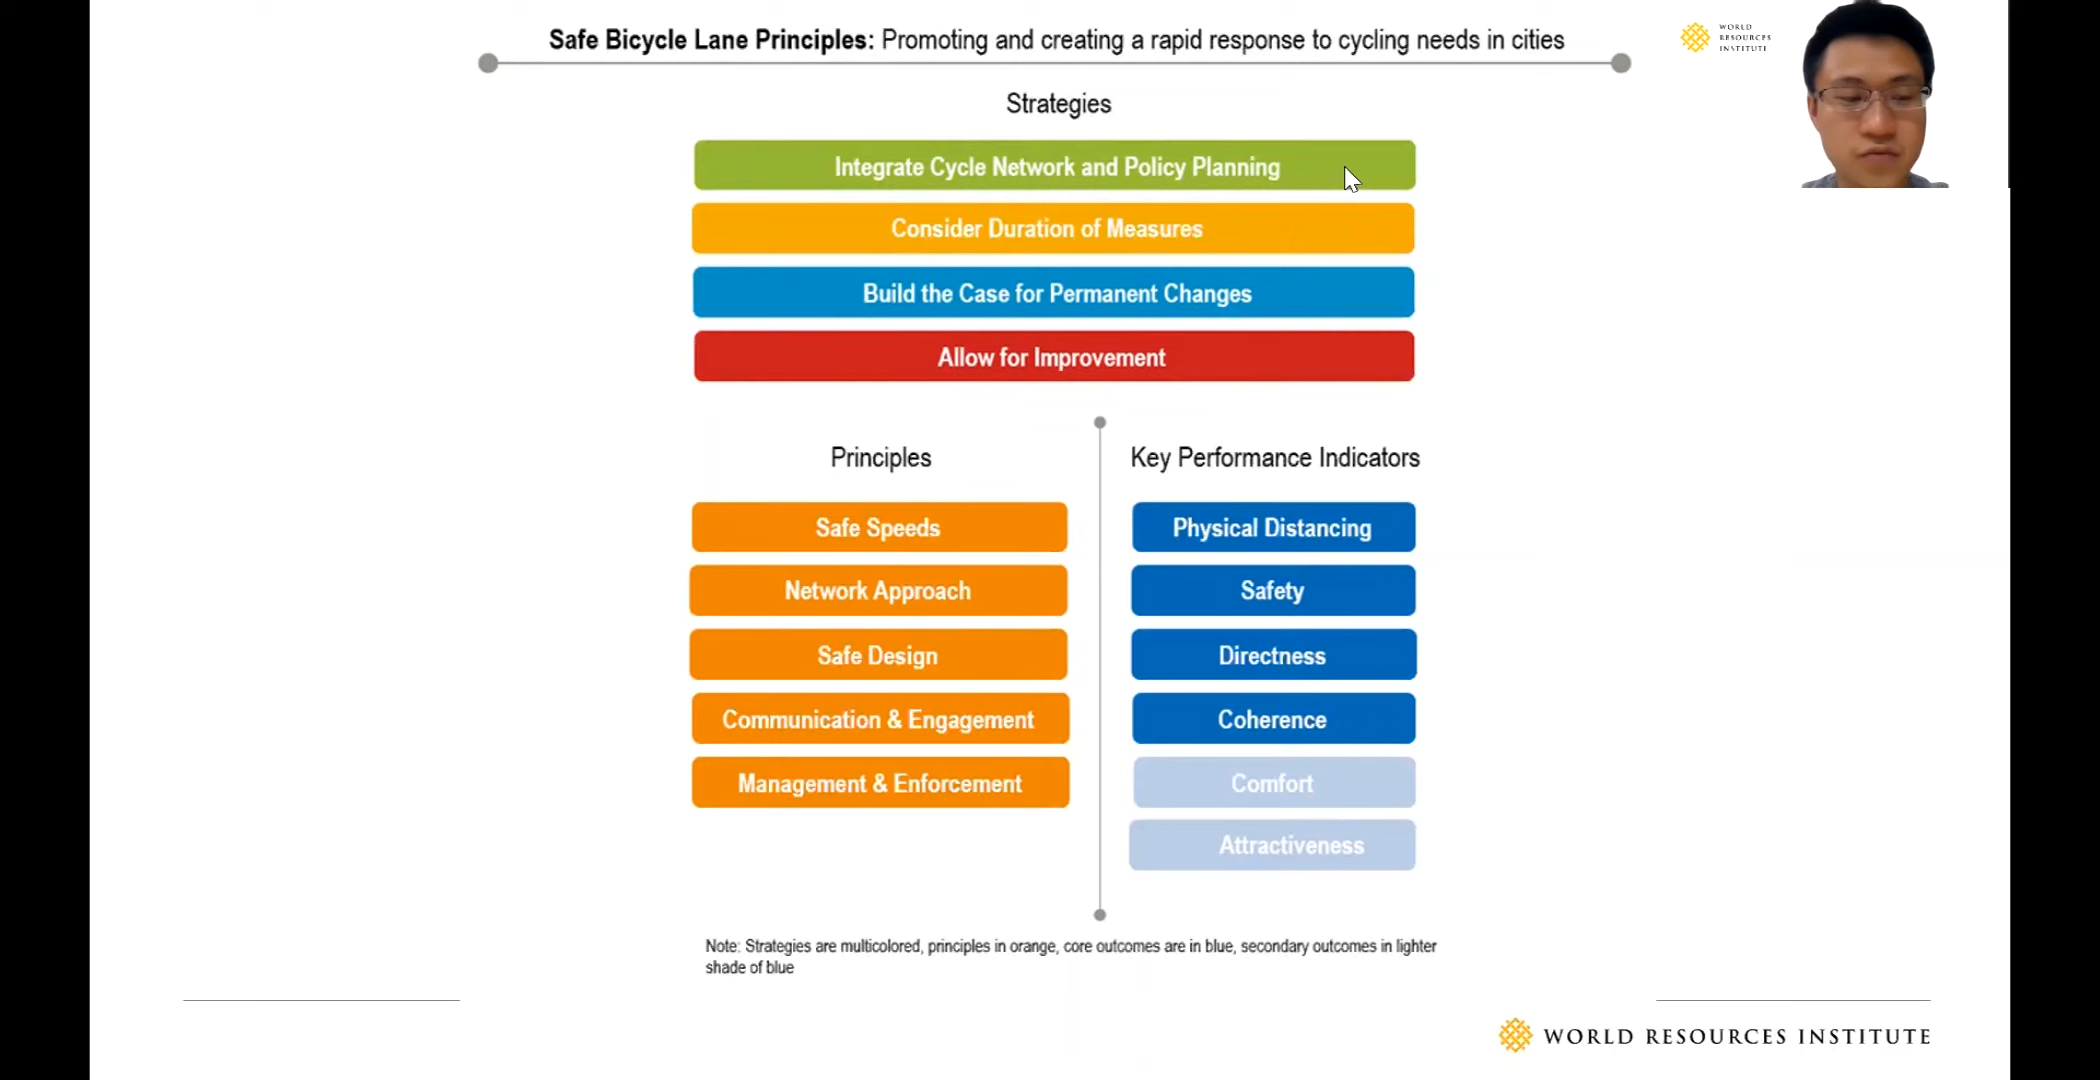 Safe Bicycle Lane Principles: Promoting and creating a rapid response to cycling needs in cities
WORLD
RESOURCES
INSTITUTE
Strategies
Integrate Cycle Network and Policy Planning
Consider Duration of Measures
Build the Case for Permanent Changes
Allow for Improvement
Principles
Safe Speeds
Network Approach
Safe Design
Communication & Engagement
Management & Enforcement
Key Performance Indicators
Physical Distancing
Safety
Directness
Coherence
Comfort
Attractiveness
Note: Strategies are multicolored, principles in orange, core outcomes are in blue, secondary outcomes in lighter
shade of blue
WORLD RESOURCES INSTITUTE